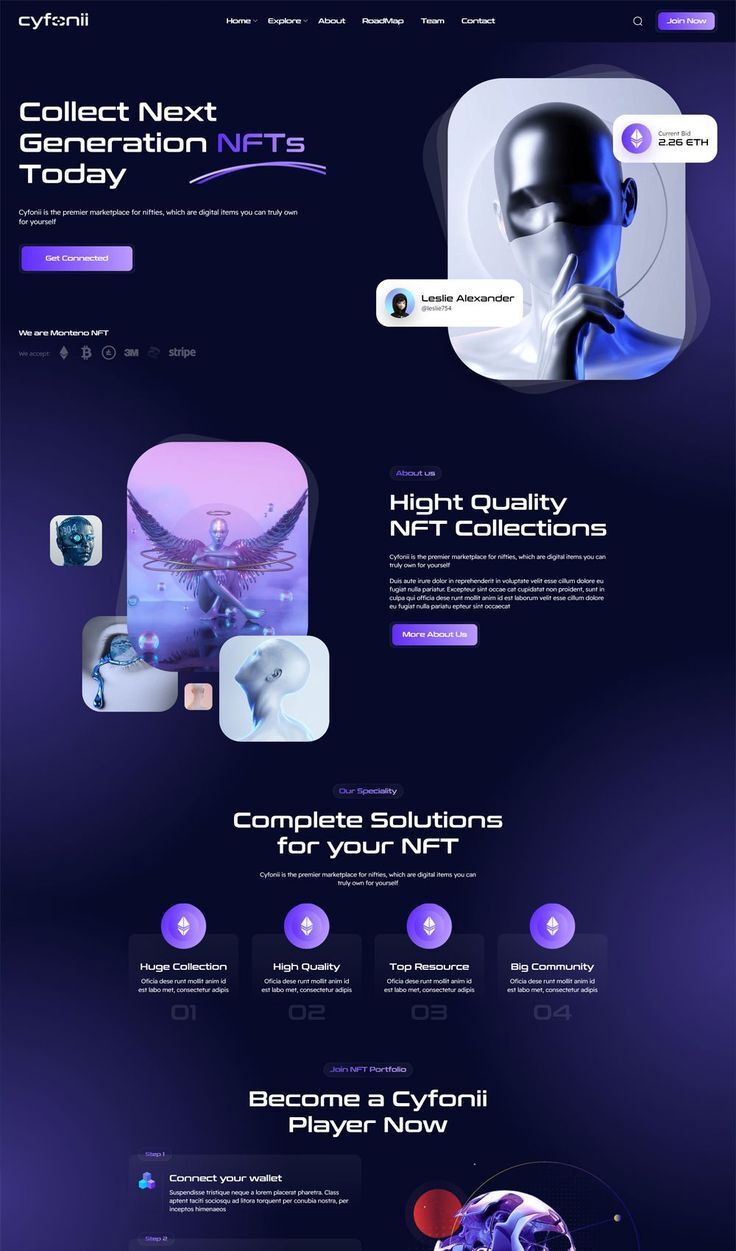 cyfonii
Home Explore About RoadMap Team Contact
Join Now
Collect Next
Generation NFTs
Today
Cyfonii is the premier marketplace for nifties, which are digital items you can truly own
for yourself
Get Connected
We are Monteno NFT
We accept:
3M
stripe
Current Bid
2.26 ETH
Leslie Alexander
@leslie754
About us
Hight Quality
NFT Collections
Cyfonii is the premier marketplace for nifties, which are digital items you can
truly own for yourself
Duis aute irure dolor in reprehenderit in voluptate velit esse cillum dolore eu
fugiat nulla pariatur. Excepteur sint occae cat cupidatat non proident, sunt in
culpa qui officia dese runt mollit anim id est laborum velit esse cillum dolore
eu fugiat nulla pariatu epteur sint occaecat
More About Us
Our Speciality
Complete Solutions
for your NFT
Cyfonii is the premier marketplace for nifties, which are digital items you can
truly own for yourself
Huge Collection
Oficia dese runt mollit anim id
est labo met, consectetur adipis
01
High Quality
Oficia dese runt mollit anim id
est labo met, consectetur adipis
02
Top Resource
Oficia dese runt mollit anim id
est labo met, consectetur adipis
03
Big Community
Oficia dese runt mollit anim id
est labo met, consectetur adipis
04
Join NFT Portfolio
Become a Cyfonii
Player Now
Step 1
Connect your wallet
Suspendisse tristique neque a lorem placerat pharetra. Class
aptent taciti sociosqu ad litora torquent per conubia nostra, per
inceptos himenaeos
Step 2